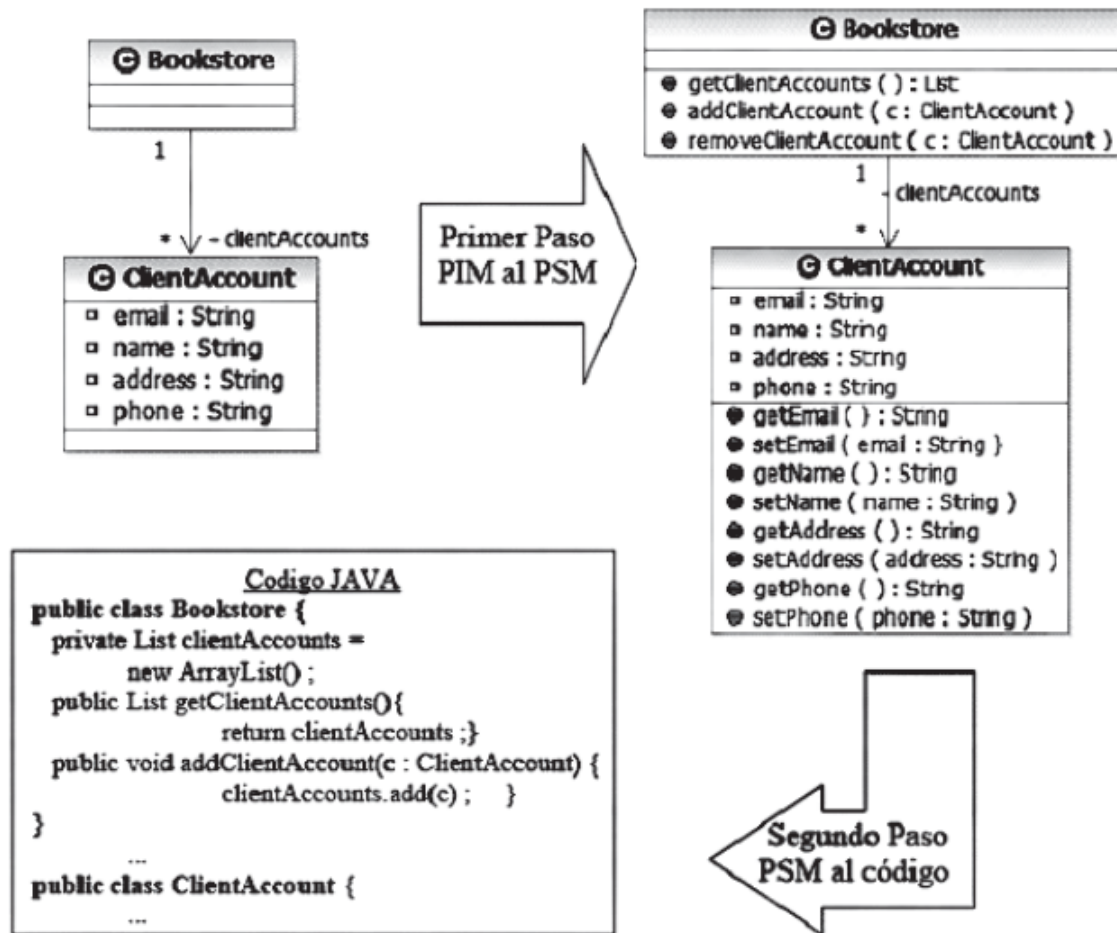 C Bookstore
1
* - clientAccounts
C ClientAccount
email : String
name : String
address : String
phone : String
Primer Paso
PIM al PSM
C Bookstore
getClientAccounts ( ) : List
addClientAccount ( c : ClientAccount )
removeClientAccount ( c : ClientAccount )
1
- clientAccounts
*
C ClientAccount
email : String
name : String
address : String
phone : String
getEmail ( ) : String
setEmail ( email : String )
getName ( ) : String
setName ( name : String )
getAddress ( ) : String
setAddress ( address : String )
getPhone ( ) : String
setPhone ( phone : String )
Codigo JAVA
public class Bookstore {
private List clientAccounts =
new ArrayList() ;
public List getClientAccounts(){
return clientAccounts ;}
public void addClientAccount(c : ClientAccount) {
clientAccounts.add(c) ; }
}
...
public class ClientAccount {
...
Segundo Paso
PSM al código